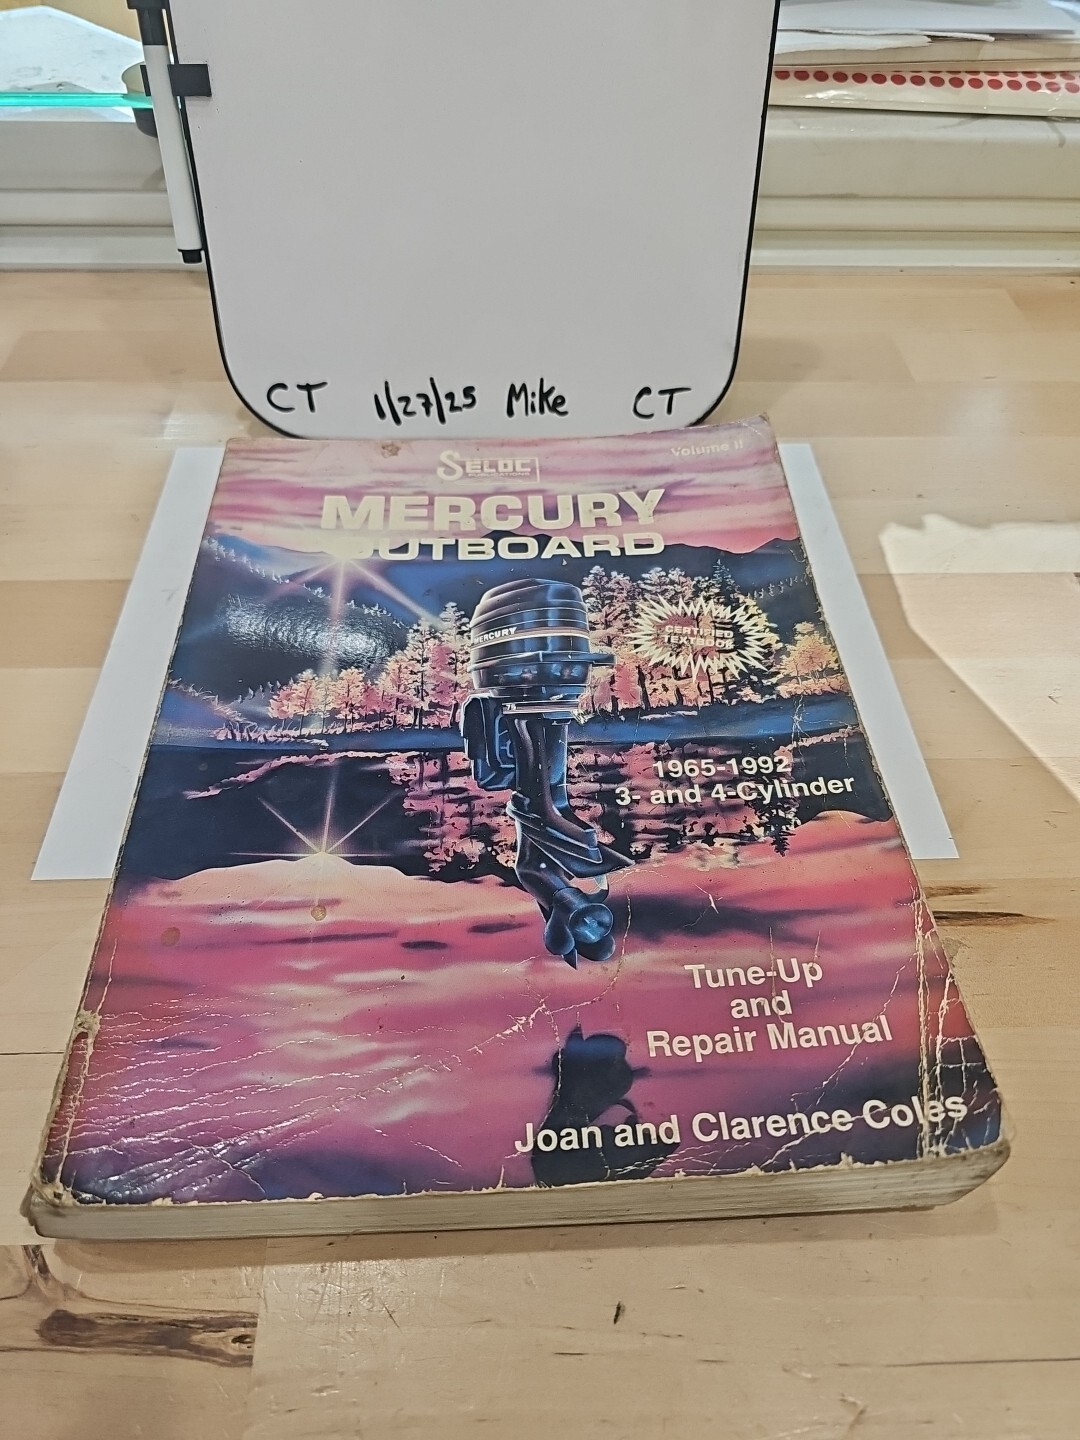 CT 1/27/25 Mike CT
SELOC
Volume II
MERCURY
OUTBOARD
MERCURY
CERTIFIED
TEXTBOOK
1965-1992
3- and 4-Cylinder
Tune-Up
and
Repair Manual
Joan and Clarence Coles